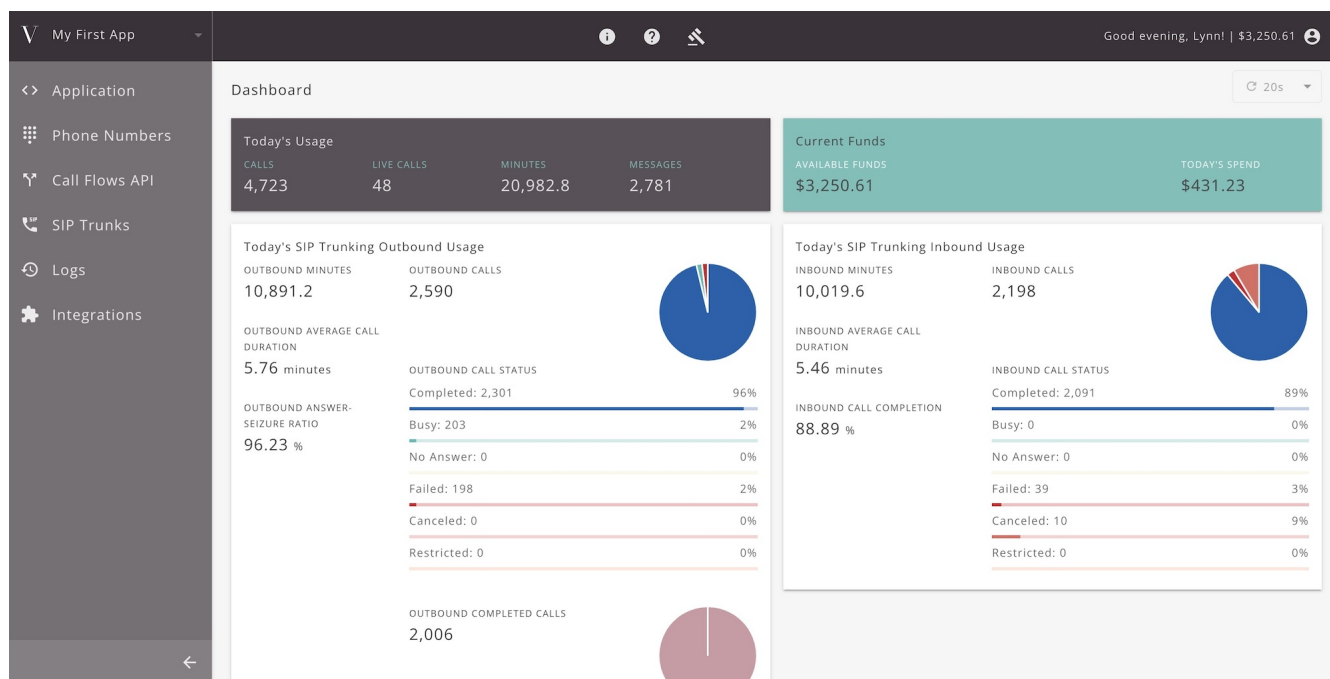 V My First App
Good evening, Lynn! | $3,250.61
Application
Phone Numbers
Call Flows API
SIP Trunks
Logs
Integrations
Dashboard
20s
Today's Usage
CALLS LIVE CALLS MINUTES MESSAGES
4,723 48 20,982.8 2,781
Current Funds
AVAILABLE FUNDS TODAY'S SPEND
$3,250.61 $431.23
Today's SIP Trunking Outbound Usage
OUTBOUND MINUTES OUTBOUND CALLS
10,891.2 2,590
OUTBOUND AVERAGE CALL
DURATION
5.76 minutes
OUTBOUND ANSWER-
SEIZURE RATIO
96.23 %
OUTBOUND CALL STATUS
Completed: 2,301 96%
Busy: 203 2%
No Answer: 0 0%
Failed: 198 2%
Canceled: 0 0%
Restricted: 0 0%
OUTBOUND COMPLETED CALLS
2,006
Today's SIP Trunking Inbound Usage
INBOUND MINUTES INBOUND CALLS
10,019.6 2,198
INBOUND AVERAGE CALL
DURATION
5.46 minutes
INBOUND CALL COMPLETION
88.89 %
INBOUND CALL STATUS
Completed: 2,091 89%
Busy: 0 0%
No Answer: 0 0%
Failed: 39 3%
Canceled: 10 9%
Restricted: 0 0%